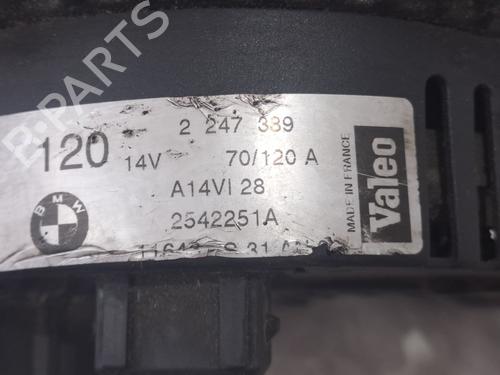 B-PARTS
2 247 389
120 14V 70/120 A
A14VI 28
2542251A
BMW
MADE IN FRANCE
Valeo